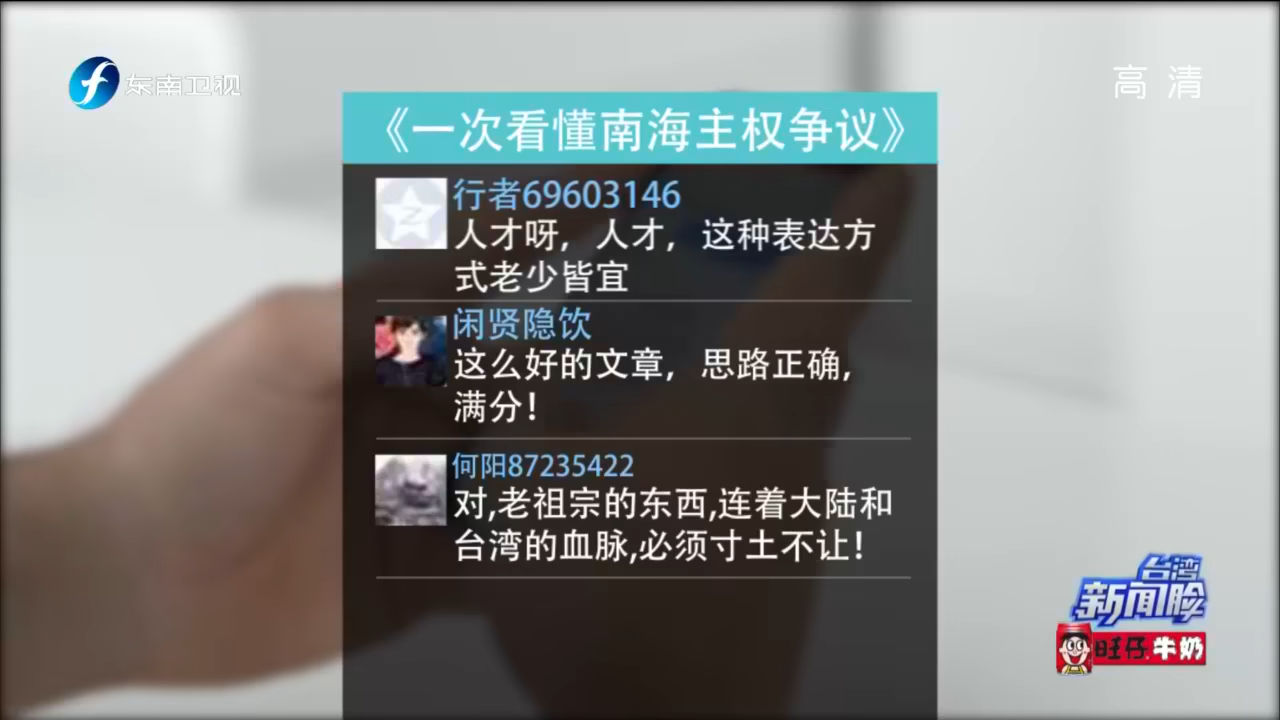 东南卫视
高清
《一次看懂南海主权争议》
行者69603146
人才呀，人才，这种表达方
式老少皆宜
闲贤隐饮
这么好的文章，思路正确，
满分！
何阳87235422
对,老祖宗的东西,连着大陆和
台湾的血脉,必须寸土不让！
台湾
新闻脸
旺仔牛奶